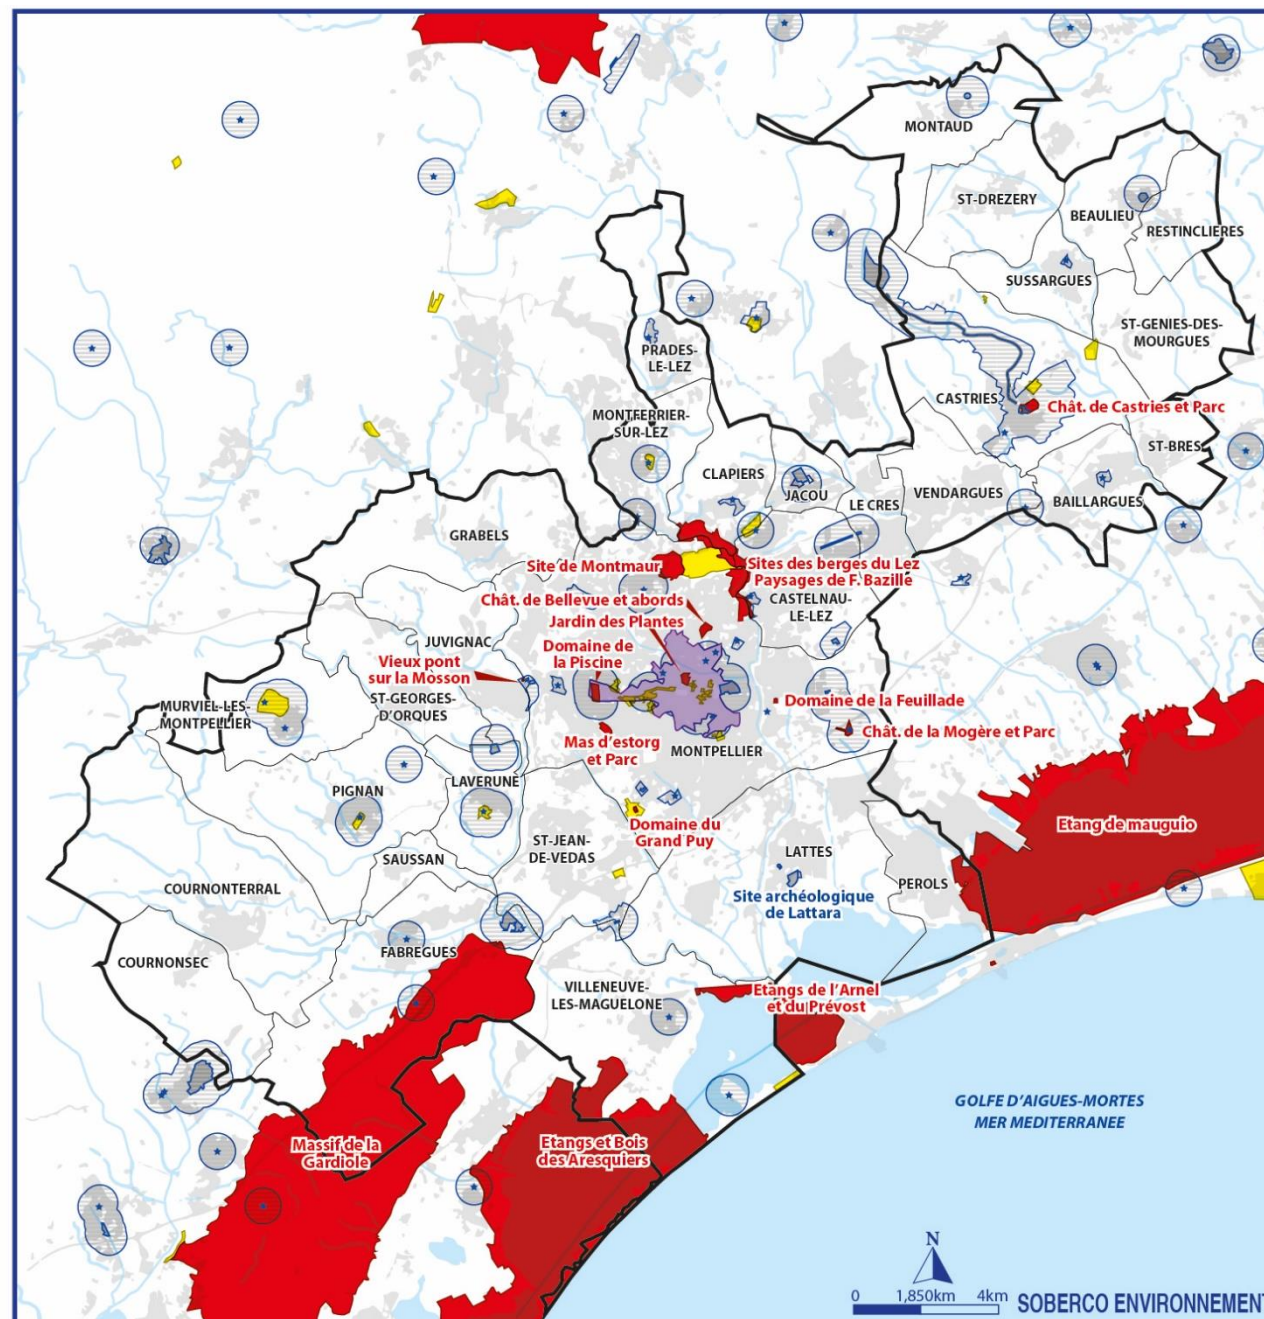 MONTAUD
ST-DREZERY
BEAULIEU
RESTINCLIERES
SUSSARGUES
ST-GENIES-DES-
MOURGUES
PRADES-
LE-LEZ
CASTRIES
Chât. de Castries et Parc
MONTFERRIER-
SUR-LEZ
ST-BRES
CLAPIERS
JACOU
LE CRES
VENDARGUES
BAILLARGUES
GRABELS
Site de Montmaur
Sites des berges du Lez
Paysages de F. Bazille
Chât. de Bellevue et abords
Jardin des Plantes
CASTELNAU-
LE-LEZ
JUVIGNAC
Domaine de
la Piscine
Vieux pont
sur la Mosson
ST-GEORGES-
D'ORQUES
MURVIEL-LES-
MONTPELLIER
Domaine de la Feuillade
Chât. de la Mogère et Parc
Mas d'estorg
et Parc
MONTPELLIER
LAVERUNE
PIGNAN
Domaine du
Grand Puy
Etang de mauguio
ST-JEAN-
DE-VEDAS
SAUSSAN
LATTES
COURNONTERRAL
PEROLS
Site archéologique
de Lattara
FABREGUES
COURNONSEC
VILLENEUVE-
LES-MAGUELONE
Etangs de l'Arnel
et du Prévost
GOLFE D'AIGUES-MORTES
MER MEDITERRANEE
Massif de la
Gardiole
Etangs et Bois
des Aresquiers
N
0 1,850km 4km
SOBERCO ENVIRONNEMENT